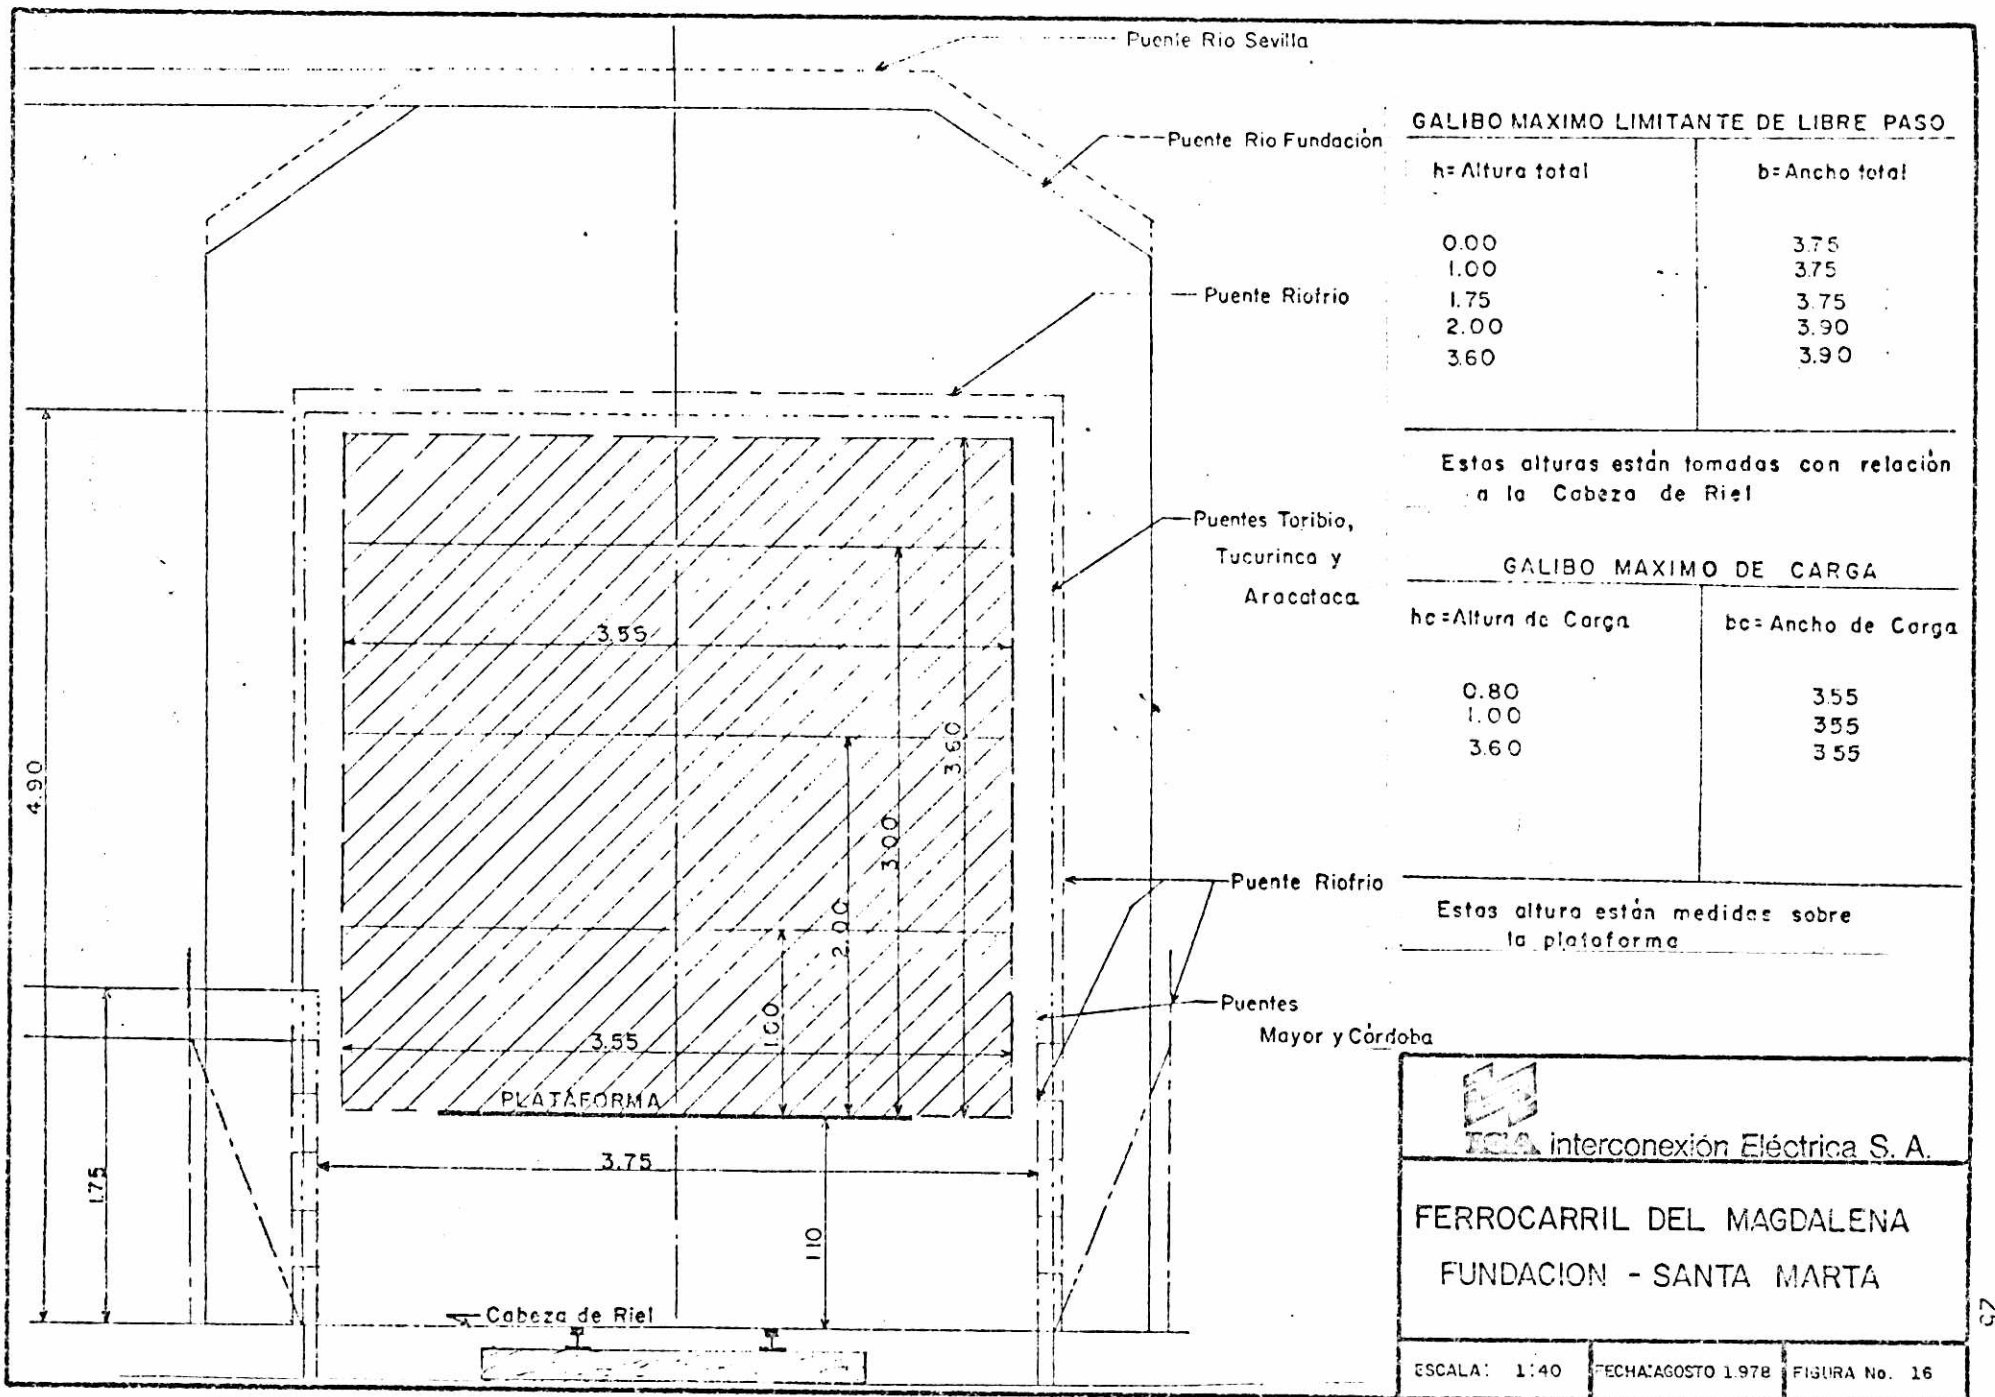 Puente Rio Sevilla
Puente Rio Fundación
Puente Riofrio
Puentes Toribio,
Tucurinca y
Aracataca
Puente Riofrio
Puentes
Mayor y Córdoba
4.90
1.75
3.55
3.60
3.00
2.00
1.00
3.55
PLATAFORMA
3.75
1.10
Cabeza de Riel
GALIBO MAXIMO LIMITANTE DE LIBRE PASO
h=Altura total b=Ancho total
0.00 3.75
1.00 3.75
1.75 3.75
2.00 3.90
3.60 3.90
Estas alturas están tomadas con relación
a la Cabeza de Riel
GALIBO MAXIMO DE CARGA
hc=Altura de Carga bc=Ancho de Carga
0.80 3.55
1.00 3.55
3.60 3.55
Estas altura están medidas sobre
la plataforma
ISA interconexión Eléctrica S. A.
FERROCARRIL DEL MAGDALENA
FUNDACION - SANTA MARTA
ESCALA: 1:40 FECHA:AGOSTO 1.978 FIGURA No. 16